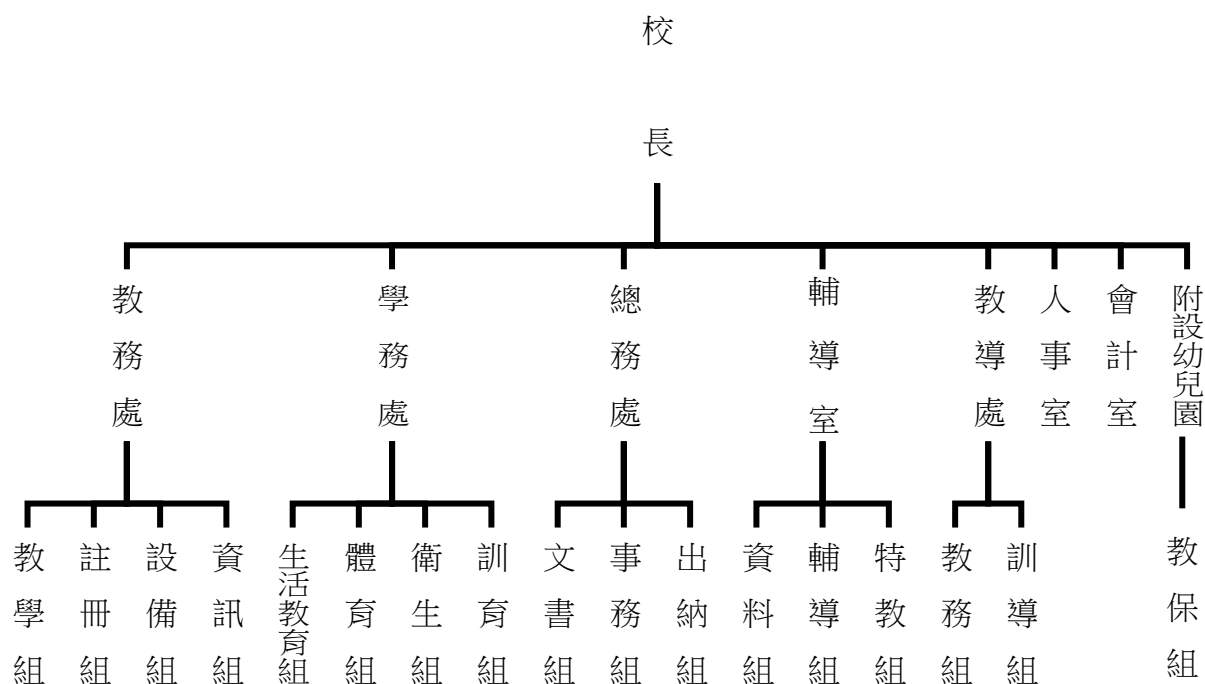 校長
教務處
學務處
總務處
輔導室
教導處
人事室
會計室
附設幼兒園
教學組
註冊組
設備組
資訊組
生活教育組
體育組
衛生組
訓育組
文書組
事務組
出納組
資料組
輔導組
特教組
教務組
訓導組
教保組